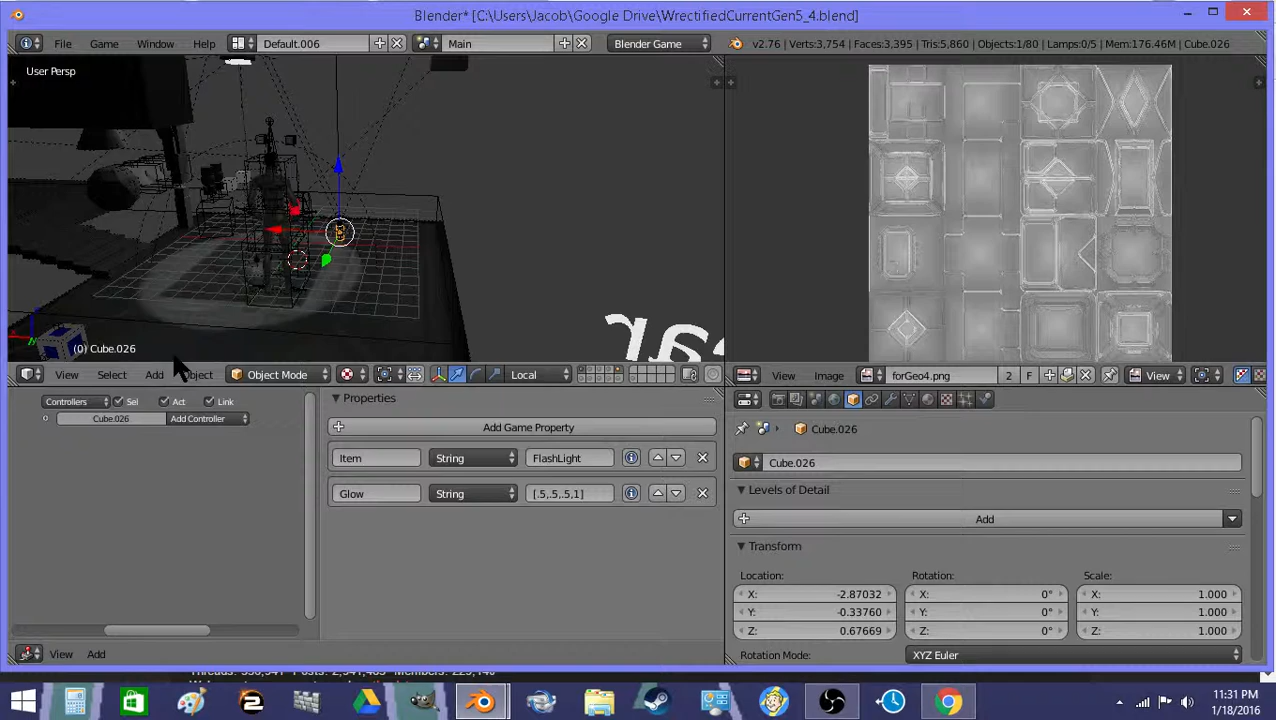 Blender* [C:\Users\Jacob\Google Drive\WrectifiedCurrentGen5_4.blend]
File Game Window Help Default.006 Main Blender Game v2.76 | Verts:3,754 | Faces:3,395 | Tris:5,860 | Objects:1/80 | Lamps:0/5 | Mem:176.46M | Cube.026
User Persp
(0) Cube.026
View Select Add Object Object Mode Local
View Image forGeo4.png 2 F View
Controllers Sel Act Link
Cube.026 Add Controller
Properties
Add Game Property
Item String FlashLight
Glow String [.5,.5,.5,1]
View Add
Cube.026
Cube.026
Levels of Detail
Add
Transform
Location: Rotation: Scale:
X: -2.87032 X: 0° X: 1.000
Y: -0.33760 Y: 0° Y: 1.000
Z: 0.67669 Z: 0° Z: 1.000
Rotation Mode: XYZ Euler
11:31 PM
1/18/2016